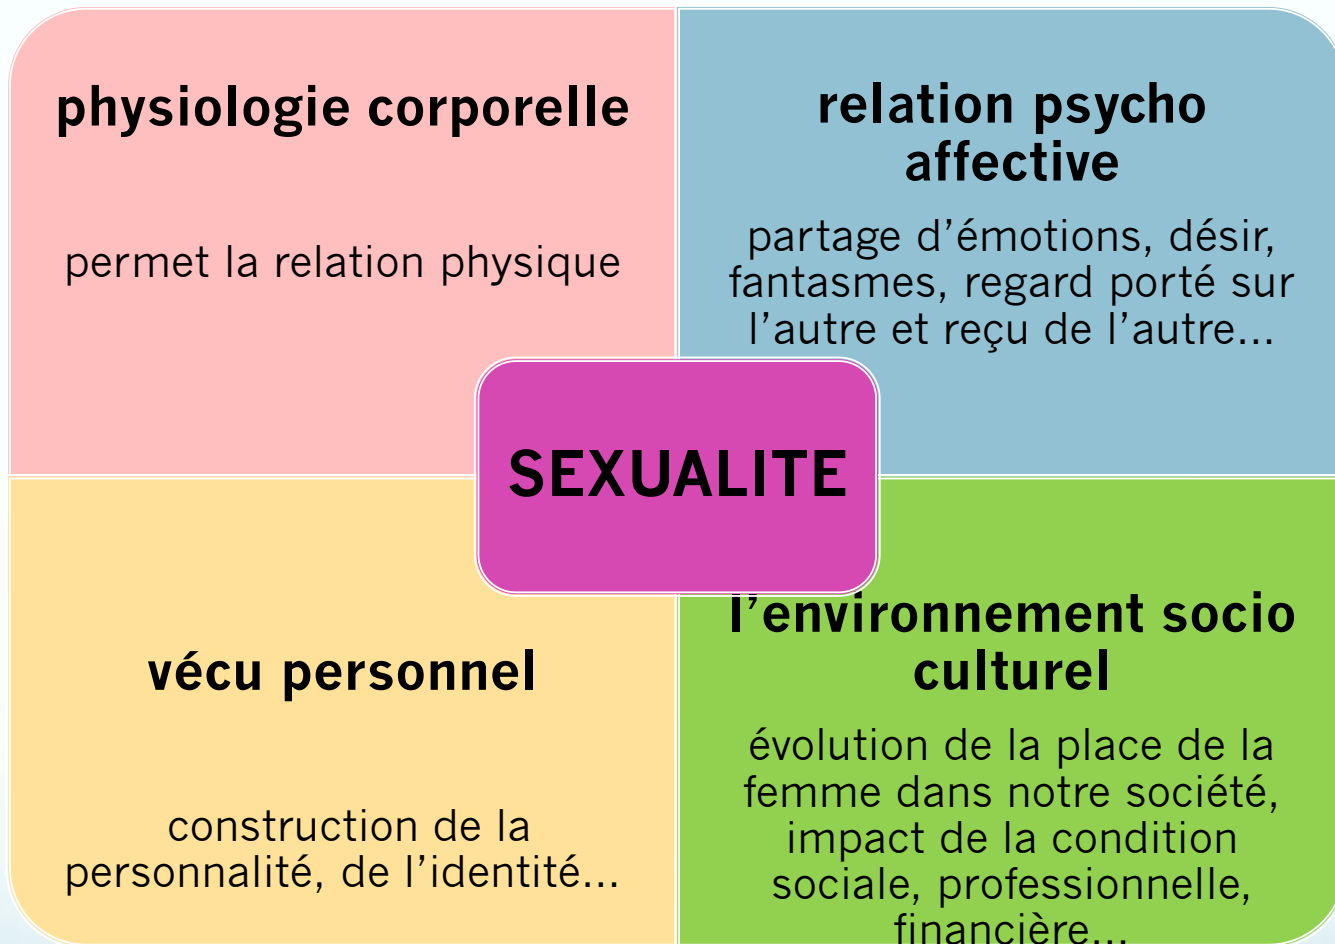 physiologie corporelle
permet la relation physique
relation psycho
affective
partage d’émotions, désir,
fantasmes, regard porté sur
l’autre et reçu de l’autre...
SEXUALITE
vécu personnel
construction de la
personnalité, de l’identité...
l’environnement socio
culturel
évolution de la place de la
femme dans notre société,
impact de la condition
sociale, professionnelle,
financière...